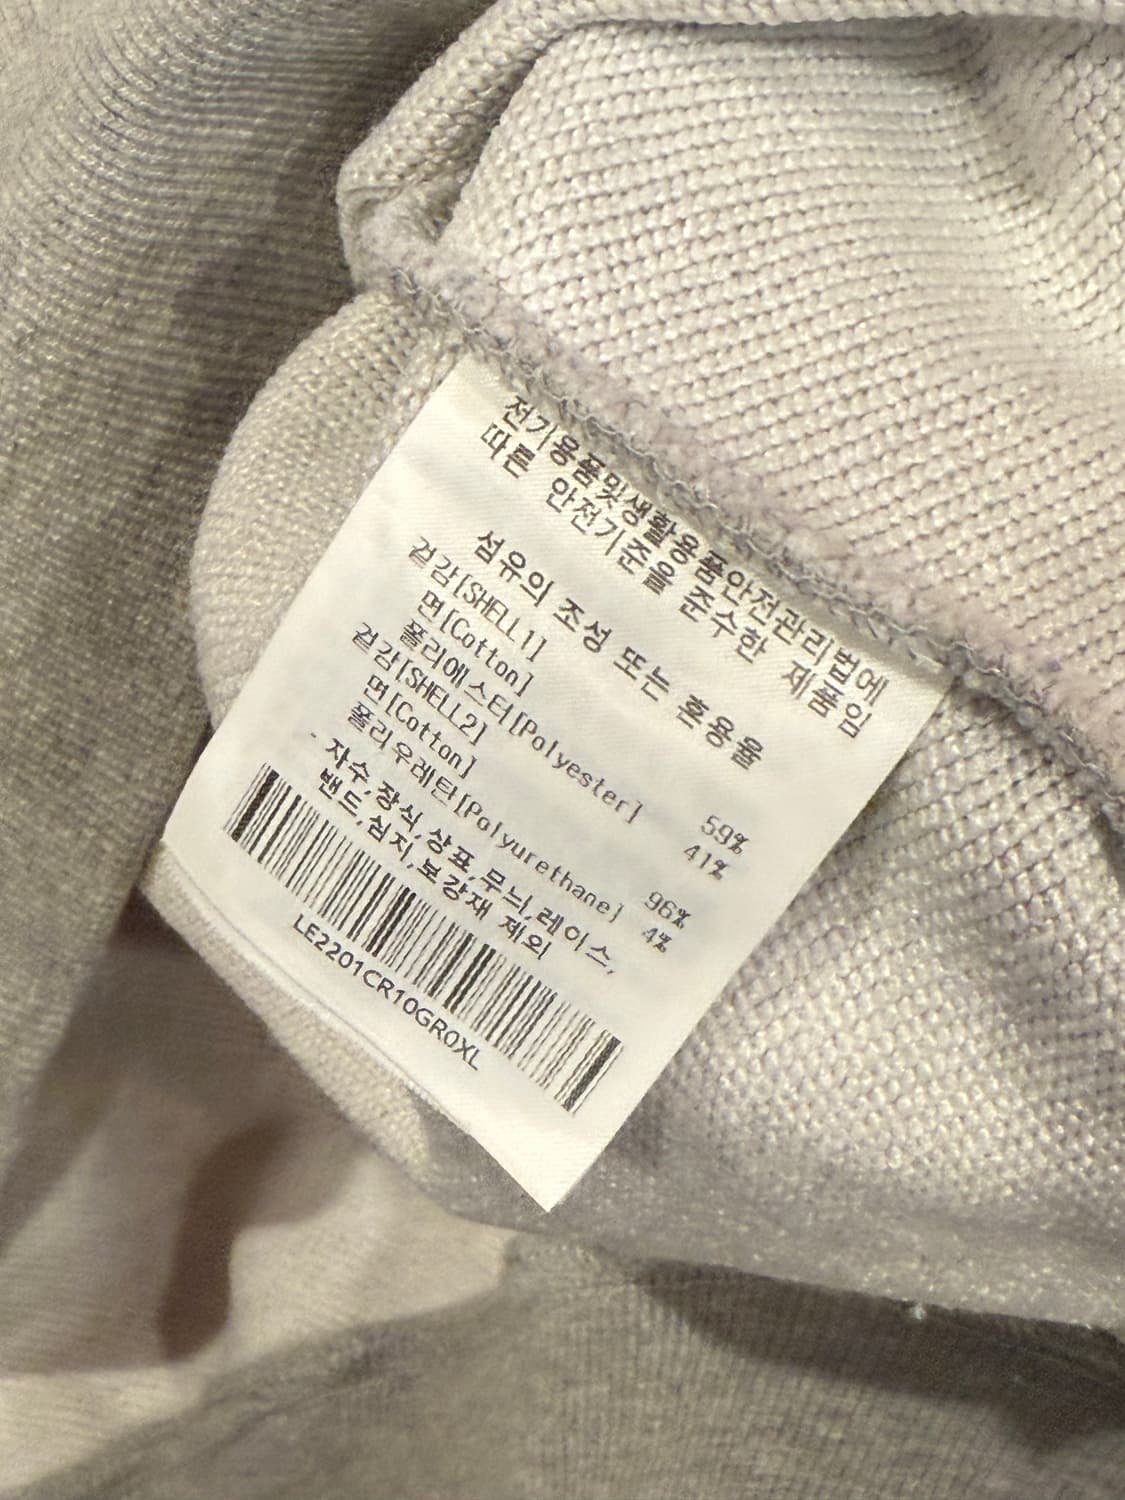 전기용품및생활용품안전관리법에
따른 안전기준을 준수한 제품임
섬유의 조성 또는 혼용율
겉감[SHELL1]
면[Cotton] 59%
폴리에스터[Polyester] 41%
겉감[SHELL2]
면[Cotton] 96%
폴리우레탄[Polyurethane] 4%
- 자수,장식,상표,무늬,레이스,
밴드,심지,보강재 제외
LE2201CR10GR0XL